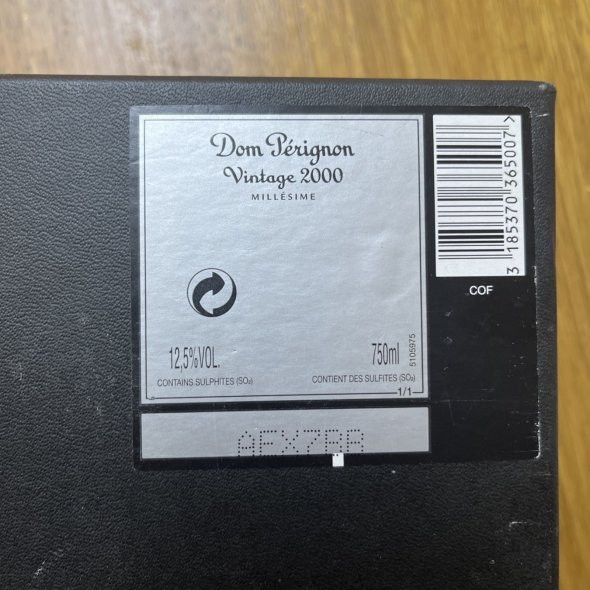 Dom Pérignon
Vintage 2000
MILLÉSIME
12,5%VOL.
750ml
5105975
CONTAINS SULPHITES (SO₂)
CONTIENT DES SULFITES (SO₂)
1/1
3 185370 365007 >
COF